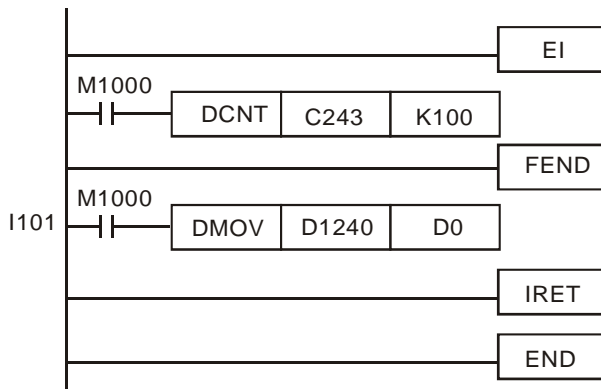 EI
M1000
DCNT C243 K100
FEND
M1000
I101 DMOV D1240 D0
IRET
END